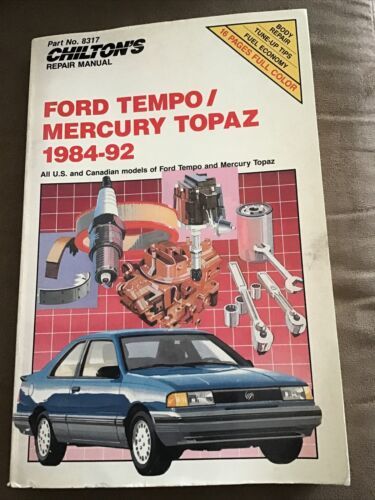 Part No. 8317
CHILTON'S
REPAIR MANUAL
BODY
REPAIR
TUNE-UP TIPS
FUEL ECONOMY
16 PAGES FULL COLOR
FORD TEMPO/
MERCURY TOPAZ
1984-92
All U.S. and Canadian models of Ford Tempo and Mercury Topaz